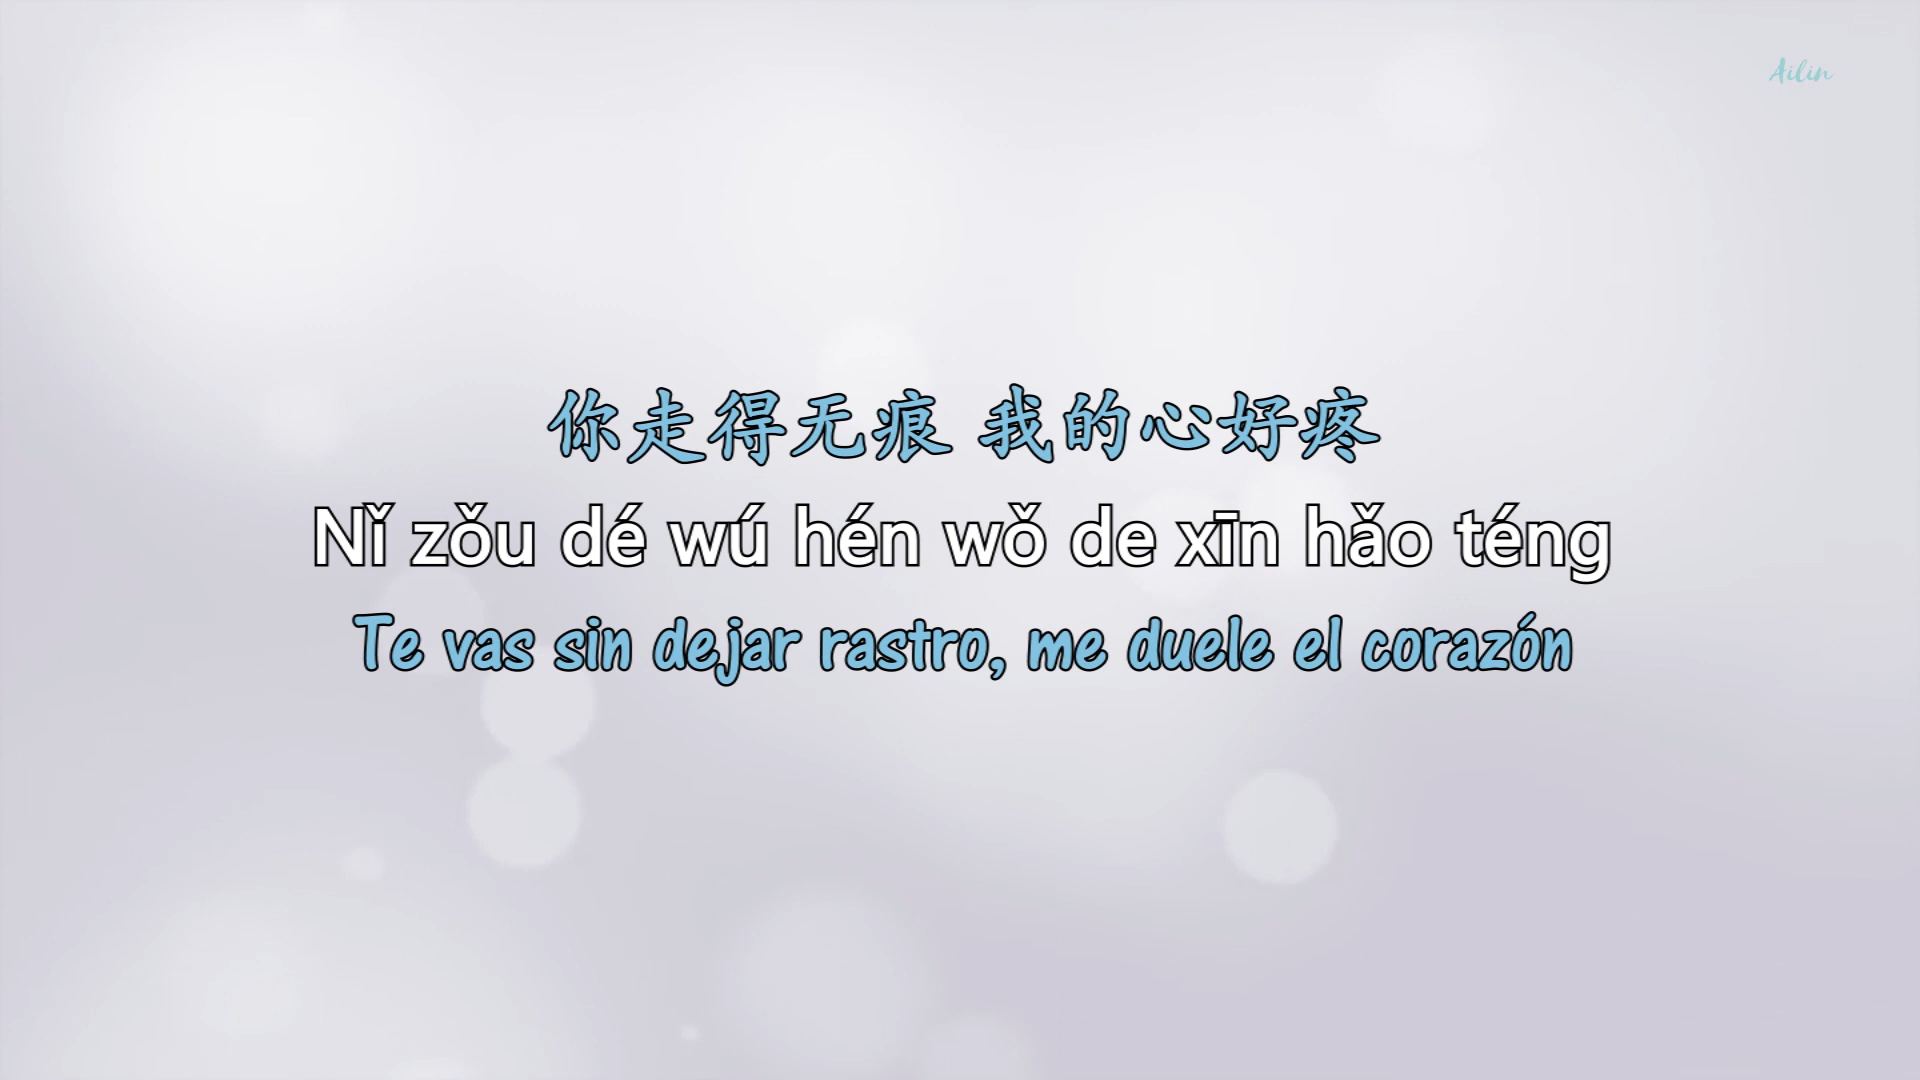 Ailin
你走得无痕 我的心好疼
Nǐ zǒu dé wú hén wǒ de xīn hǎo téng
Te vas sin dejar rastro, me duele el corazón